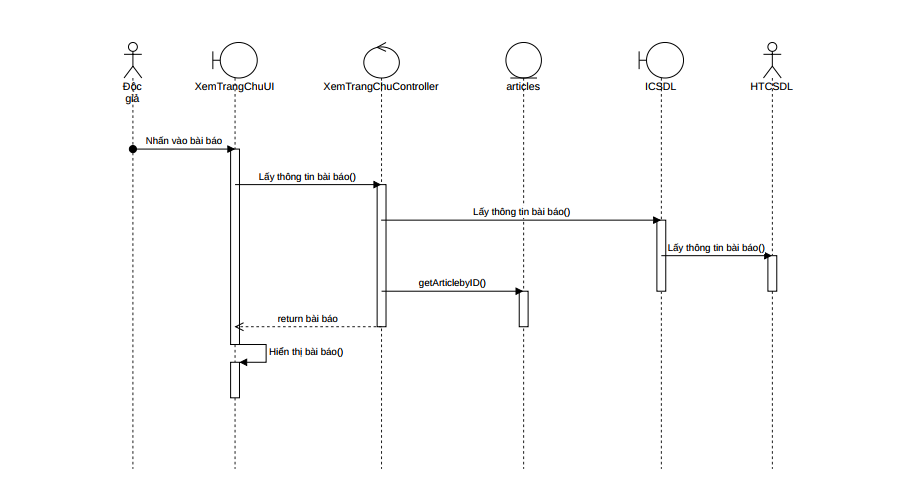 Độc
giả
XemTrangChuUI
XemTrangChuController
articles
ICSDL
HTCSDL
Nhấn vào bài báo
Lấy thông tin bài báo()
Lấy thông tin bài báo()
Lấy thông tin bài báo()
getArticlebyID()
return bài báo
Hiển thị bài báo()